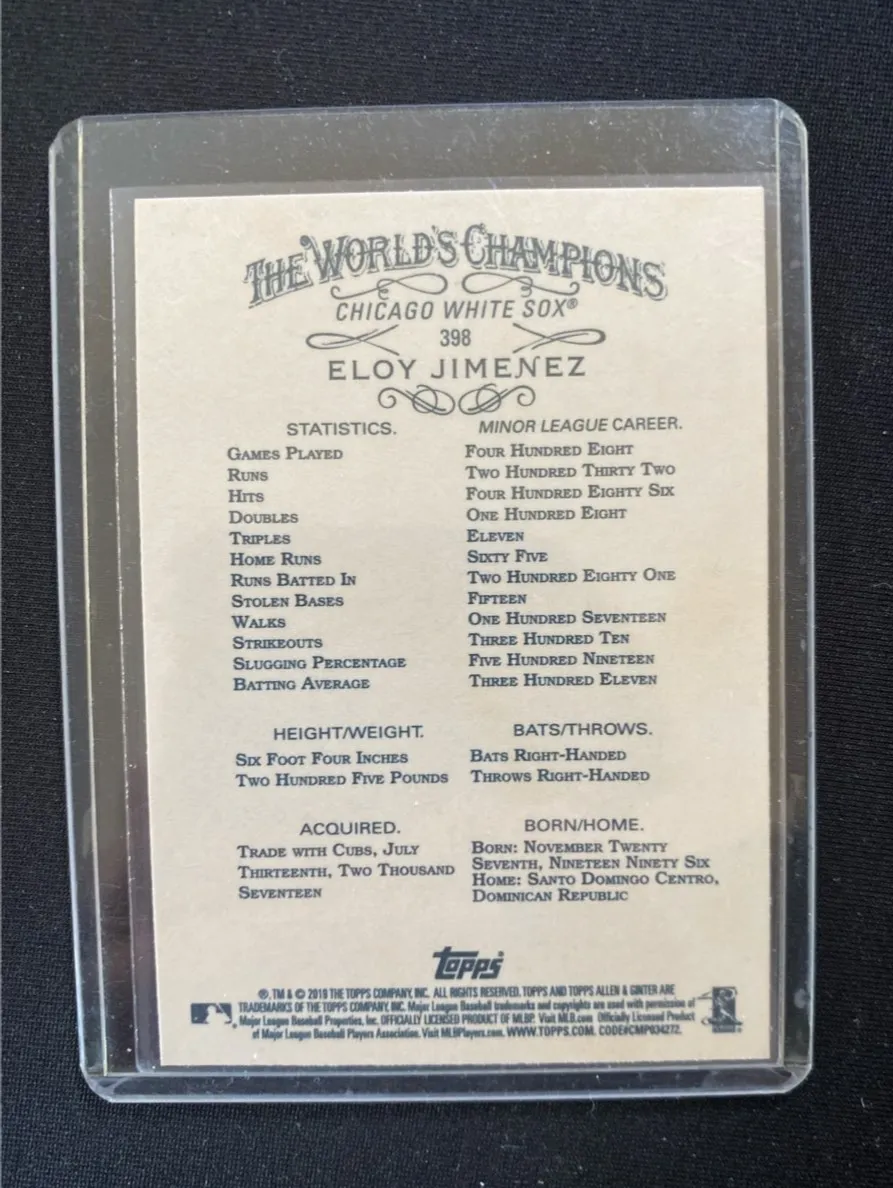 THE WORLD'S CHAMPIONS
CHICAGO WHITE SOX®
398
ELOY JIMENEZ
STATISTICS. MINOR LEAGUE CAREER.
GAMES PLAYED FOUR HUNDRED EIGHT
RUNS TWO HUNDRED THIRTY TWO
HITS FOUR HUNDRED EIGHTY SIX
DOUBLES ONE HUNDRED EIGHT
TRIPLES ELEVEN
HOME RUNS SIXTY FIVE
RUNS BATTED IN TWO HUNDRED EIGHTY ONE
STOLEN BASES FIFTEEN
WALKS ONE HUNDRED SEVENTEEN
STRIKEOUTS THREE HUNDRED TEN
SLUGGING PERCENTAGE FIVE HUNDRED NINETEEN
BATTING AVERAGE THREE HUNDRED ELEVEN
HEIGHT/WEIGHT.
SIX FOOT FOUR INCHES
TWO HUNDRED FIVE POUNDS
BATS/THROWS.
BATS RIGHT-HANDED
THROWS RIGHT-HANDED
ACQUIRED.
TRADE WITH CUBS, JULY
THIRTEENTH, TWO THOUSAND
SEVENTEEN
BORN/HOME.
BORN: NOVEMBER TWENTY
SEVENTH, NINETEEN NINETY SIX
HOME: SANTO DOMINGO CENTRO,
DOMINICAN REPUBLIC
topps®
®, TM & © 2019 THE TOPPS COMPANY, INC. ALL RIGHTS RESERVED. TOPPS AND TOPPS ALLEN & GINTER ARE
TRADEMARKS OF THE TOPPS COMPANY, INC. Major League Baseball trademarks and copyrights are used with permission of
Major League Baseball Properties, Inc. OFFICIALLY LICENSED PRODUCT OF MLBP. Visit MLB.com Officially Licensed Product
of Major League Baseball Players Association. Visit MLBPlayers.com. WWW.TOPPS.COM. CODE#CMP034272.